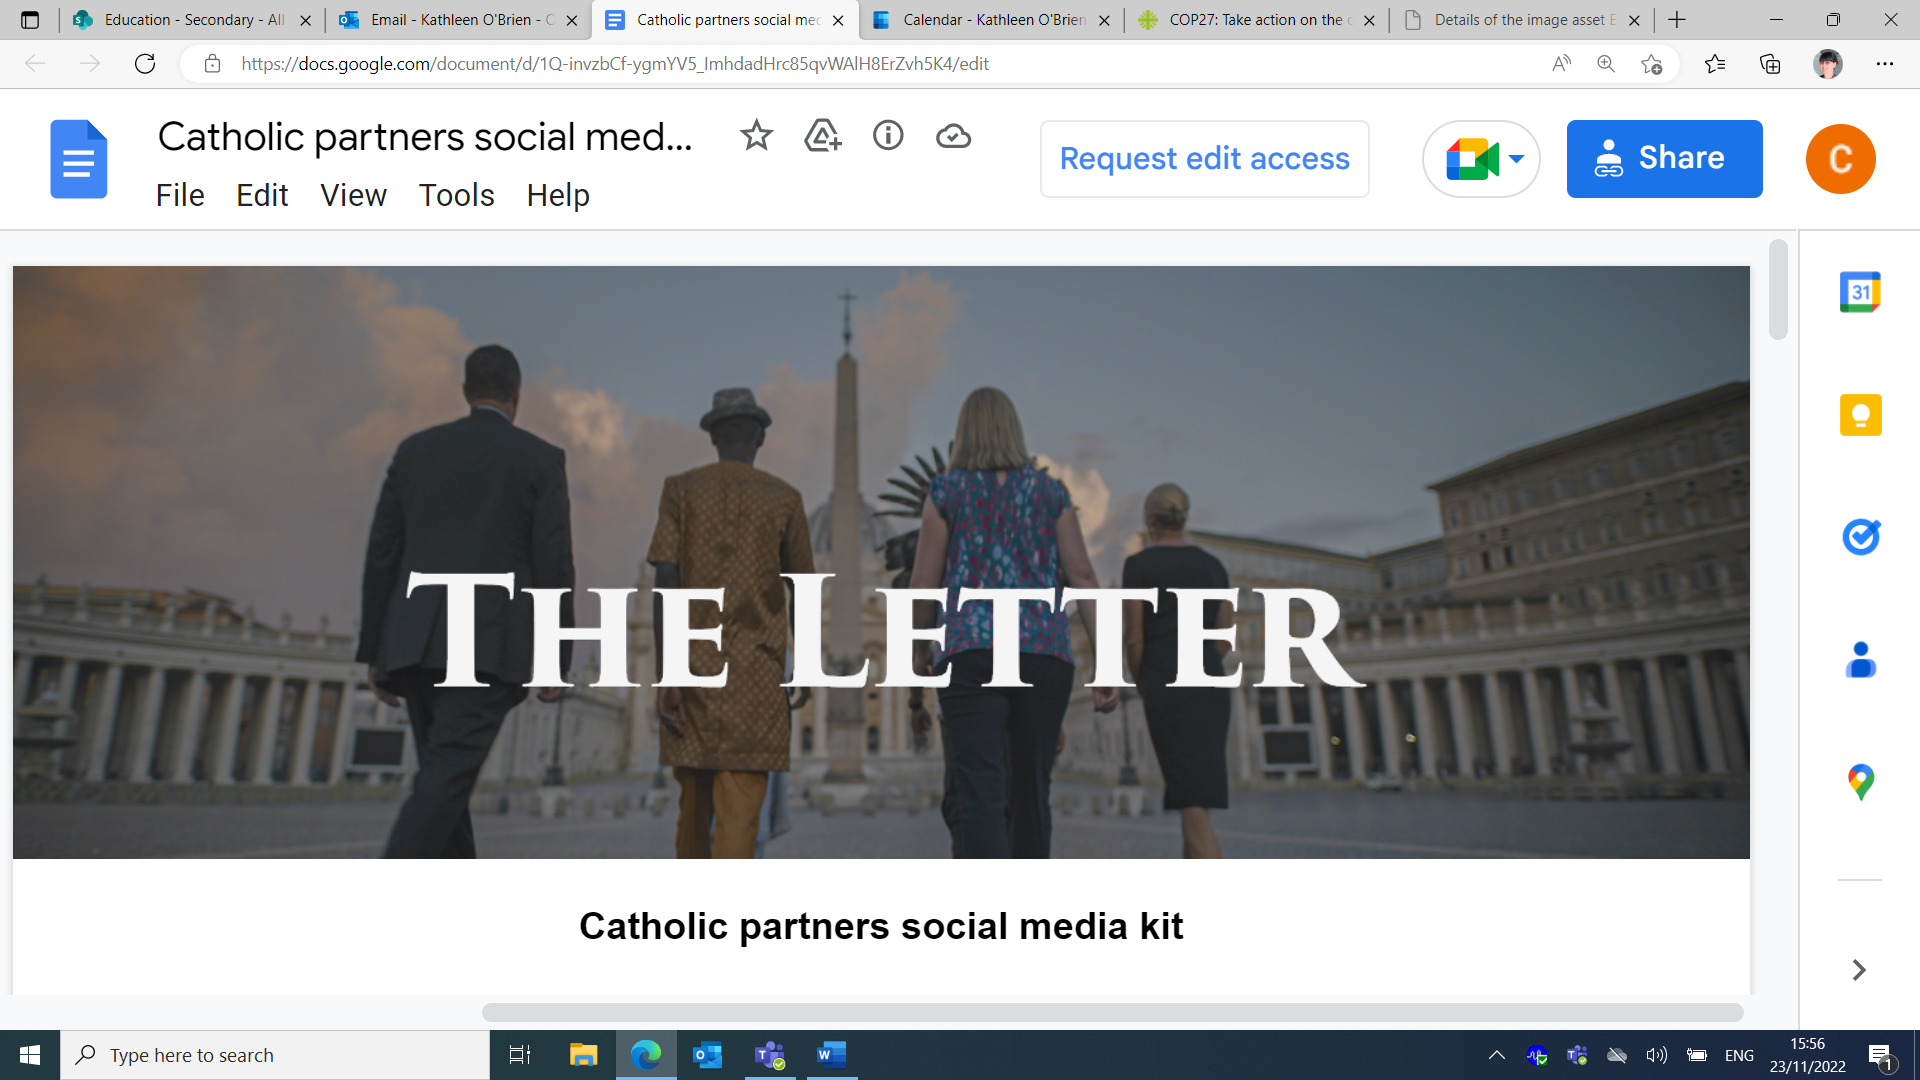 Education - Secondary - All
Email - Kathleen O'Brien - O
Catholic partners social med
Calendar - Kathleen O'Brien
COP27: Take action on the c
Details of the image asset E
https://docs.google.com/document/d/1Q-invzbCf-ygmYV5_ImhdadHrc85qvWAlH8ErZvh5K4/edit
Catholic partners social med...
Request edit access
Share
C
File Edit View Tools Help
31
THE LETTER
Catholic partners social media kit
Type here to search
ENG
15:56
23/11/2022
1